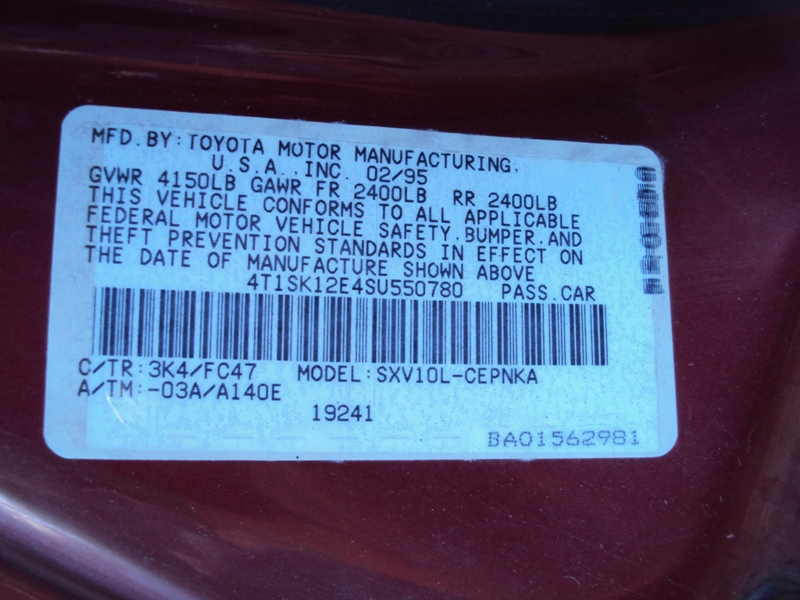 MFD. BY: TOYOTA MOTOR MANUFACTURING,
U.S.A., INC. 02/95
GVWR 4150LB GAWR FR 2400LB RR 2400LB
THIS VEHICLE CONFORMS TO ALL APPLICABLE
FEDERAL MOTOR VEHICLE SAFETY, BUMPER, AND
THEFT PREVENTION STANDARDS IN EFFECT ON
THE DATE OF MANUFACTURE SHOWN ABOVE
4T1SK12E4SU550780 PASS. CAR
C/TR: 3K4/FC47 MODEL: SXV10L-CEPNKA
A/TM: -03A/A140E
19241
BA01562981